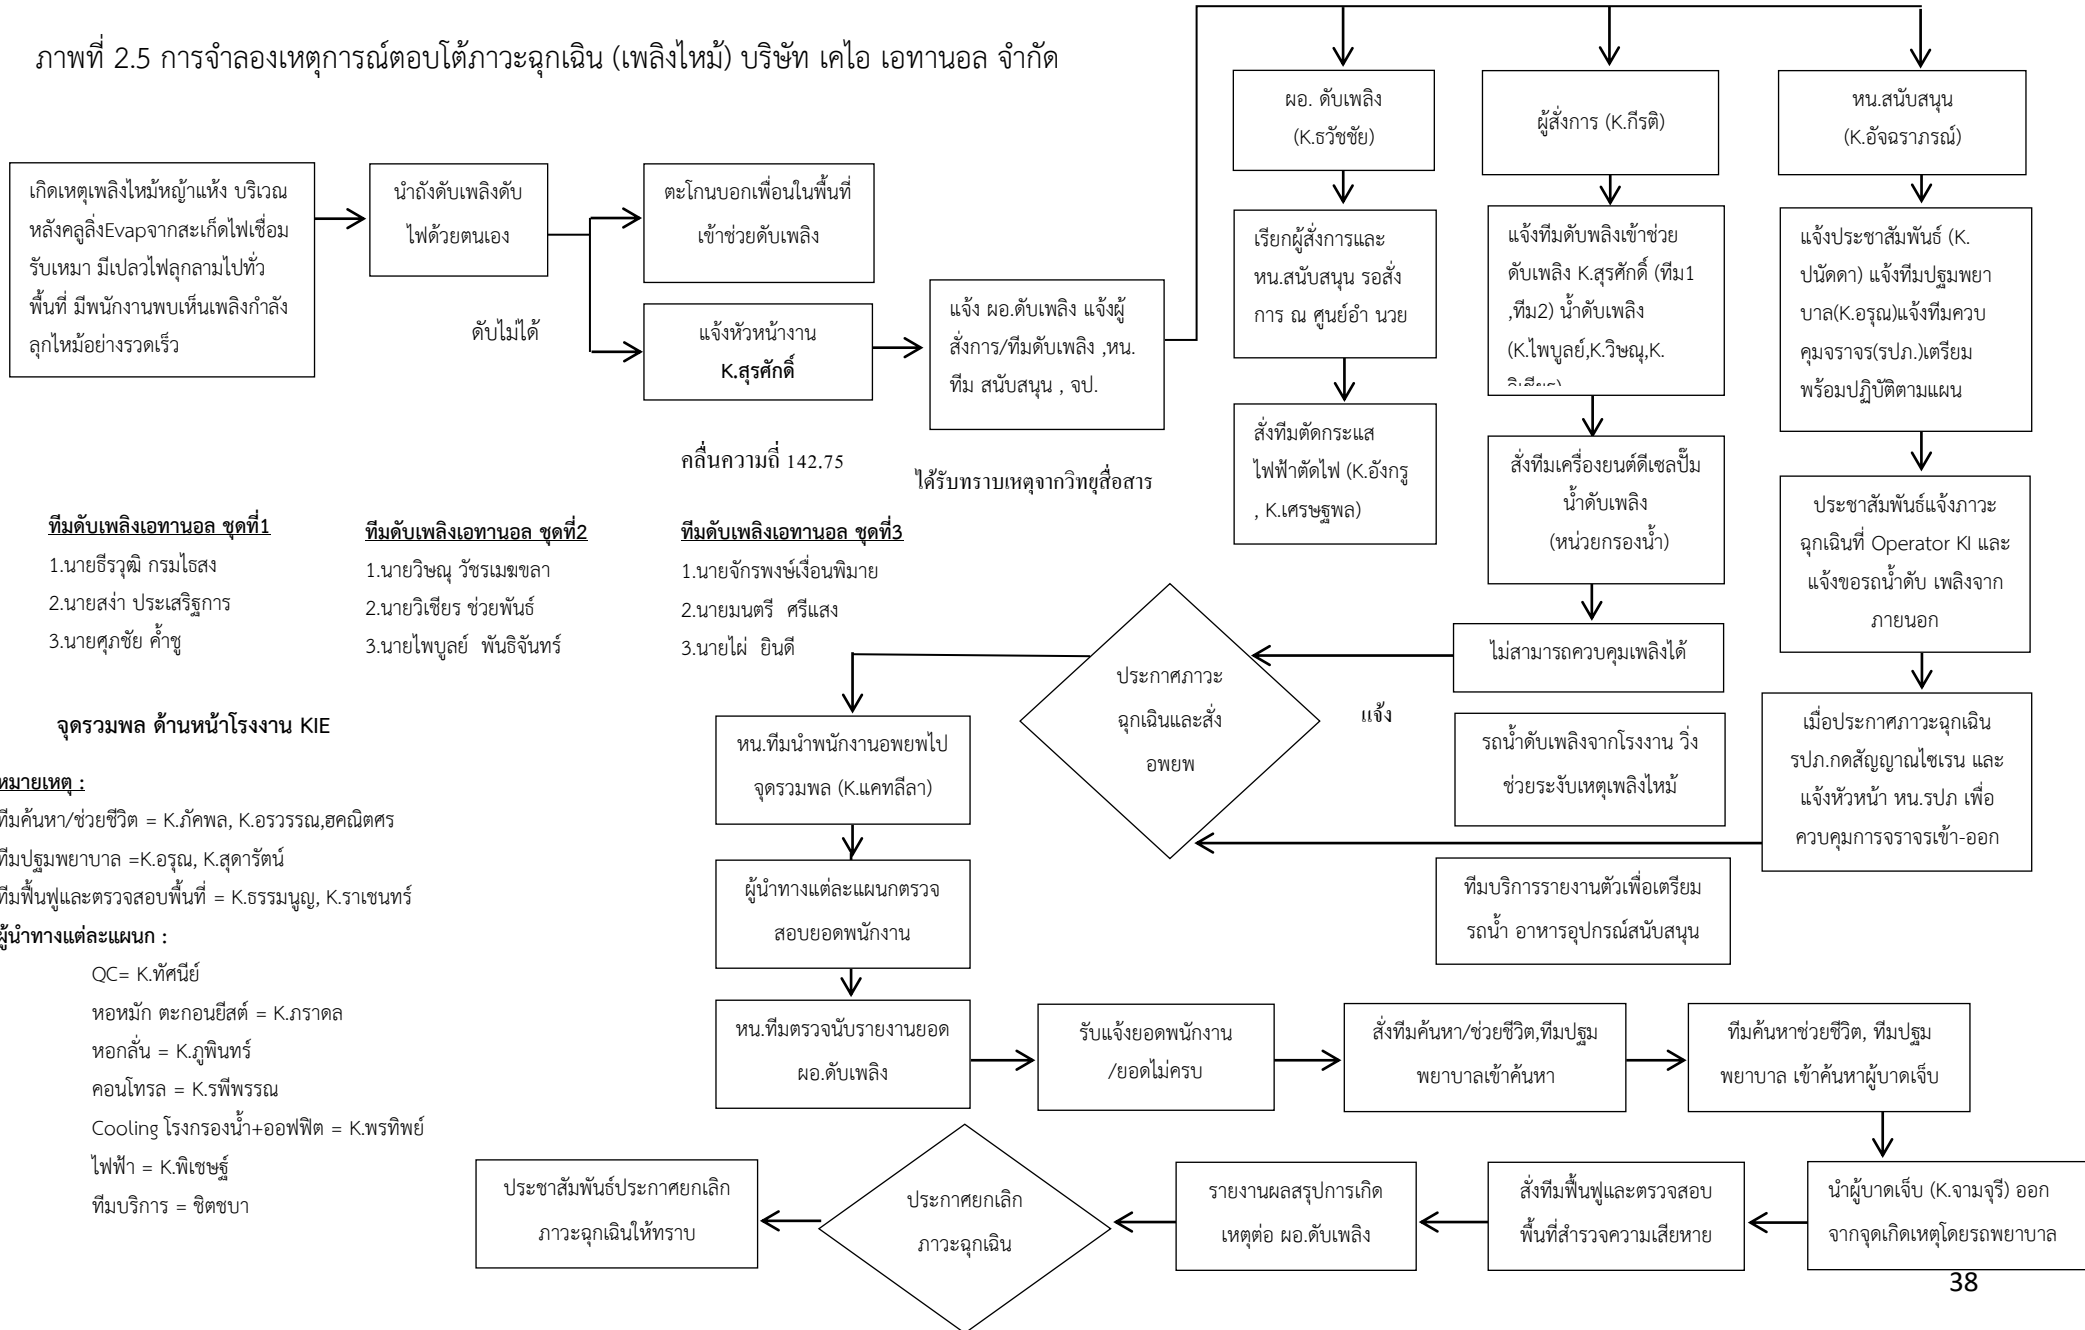 ภาพที่ 2.5 การจำลองเหตุการณ์ตอบโต้ภาวะฉุกเฉิน (เพลิงไหม้) บริษัท เคไอ เอทานอล จำกัด
เกิดเหตุเพลิงไหม้หญ้าแห้ง บริเวณ
หลังคลูลิ่งEvapจากสะเก็ดไฟเชื่อม
รับเหมา มีเปลวไฟลุกลามไปทั่ว
พื้นที่ มีพนักงานพบเห็นเพลิงกำลัง
ลุกไหม้อย่างรวดเร็ว
นำถังดับเพลิงดับ
ไฟด้วยตนเอง
ดับไม่ได้
ตะโกนบอกเพื่อนในพื้นที่
เข้าช่วยดับเพลิง
แจ้งหัวหน้างาน
K.สุรศักดิ์
คลื่นความถี่ 142.75
แจ้ง ผอ.ดับเพลิง แจ้งผู้
สั่งการ/ทีมดับเพลิง ,หน.
ทีม สนับสนุน , จป.
ได้รับทราบเหตุจากวิทยุสื่อสาร
ผอ. ดับเพลิง
(K.ธวัชชัย)
เรียกผู้สั่งการและ
หน.สนับสนุน รอสั่ง
การ ณ ศูนย์อำ นวย
สั่งทีมตัดกระแส
ไฟฟ้าตัดไฟ (K.อังกรู
, K.เศรษฐพล)
ผู้สั่งการ (K.กีรติ)
แจ้งทีมดับพลิงเข้าช่วย
ดับเพลิง K.สุรศักดิ์ (ทีม1
,ทีม2) น้ำดับเพลิง
(K.ไพบูลย์,K.วิษณุ,K.
สั่งทีมเครื่องยนต์ดีเซลปั๊ม
น้ำดับเพลิง
(หน่วยกรองน้ำ)
ไม่สามารถควบคุมเพลิงได้
แจ้ง
รถน้ำดับเพลิงจากโรงงาน วิ่ง
ช่วยระงับเหตุเพลิงไหม้
ทีมบริการรายงานตัวเพื่อเตรียม
รถน้ำ อาหารอุปกรณ์สนับสนุน
หน.สนับสนุน
(K.อัจฉราภรณ์)
แจ้งประชาสัมพันธ์ (K.
ปนัดดา) แจ้งทีมปฐมพยา
บาล(K.อรุณ)แจ้งทีมควบ
คุมจราจร(รปภ.)เตรียม
พร้อมปฏิบัติตามแผน
ประชาสัมพันธ์แจ้งภาวะ
ฉุกเฉินที่ Operator KI และ
แจ้งขอรถน้ำดับ เพลิงจาก
ภายนอก
เมื่อประกาศภาวะฉุกเฉิน
รปภ.กดสัญญาณไซเรน และ
แจ้งหัวหน้า หน.รปภ เพื่อ
ควบคุมการจราจรเข้า-ออก
ทีมดับเพลิงเอทานอล ชุดที่1
1.นายธีรวุฒิ กรมไธสง
2.นายสง่า ประเสริฐการ
3.นายศุภชัย ค้ำชู
ทีมดับเพลิงเอทานอล ชุดที่2
1.นายวิษณุ วัชรเมฆขลา
2.นายวิเชียร ช่วยพันธ์
3.นายไพบูลย์ พันธิจันทร์
ทีมดับเพลิงเอทานอล ชุดที่3
1.นายจักรพงษ์เงื่อนพิมาย
2.นายมนตรี ศรีแสง
3.นายไผ่ ยินดี
จุดรวมพล ด้านหน้าโรงงาน KIE
หมายเหตุ :
ทีมค้นหา/ช่วยชีวิต = K.ภัคพล, K.อรวรรณ,ฮคณิตศร
ทีมปฐมพยาบาล =K.อรุณ, K.สุดารัตน์
ทีมฟื้นฟูและตรวจสอบพื้นที่ = K.ธรรมนูญ, K.ราเชนทร์
ผู้นำทางแต่ละแผนก :
QC= K.ทัศนีย์
หอหมัก ตะกอนยีสต์ = K.ภราดล
หอกลั่น = K.ภูพินทร์
คอนโทรล = K.รพีพรรณ
Cooling โรงกรองน้ำ+ออฟฟิต = K.พรทิพย์
ไฟฟ้า = K.พิเชษฐ์
ทีมบริการ = ชิตชบา
ประกาศภาวะ
ฉุกเฉินและสั่ง
อพยพ
หน.ทีมนำพนักงานอพยพไป
จุดรวมพล (K.แคทลีลา)
ผู้นำทางแต่ละแผนกตรวจ
สอบยอดพนักงาน
หน.ทีมตรวจนับรายงานยอด
ผอ.ดับเพลิง
รับแจ้งยอดพนักงาน
/ยอดไม่ครบ
สั่งทีมค้นหา/ช่วยชีวิต,ทีมปฐม
พยาบาลเข้าค้นหา
ทีมค้นหาช่วยชีวิต, ทีมปฐม
พยาบาล เข้าค้นหาผู้บาดเจ็บ
นำผู้บาดเจ็บ (K.จามจุรี) ออก
จากจุดเกิดเหตุโดยรถพยาบาล
สั่งทีมฟื้นฟูและตรวจสอบ
พื้นที่สำรวจความเสียหาย
รายงานผลสรุปการเกิด
เหตุต่อ ผอ.ดับเพลิง
ประกาศยกเลิก
ภาวะฉุกเฉิน
ประชาสัมพันธ์ประกาศยกเลิก
ภาวะฉุกเฉินให้ทราบ
38